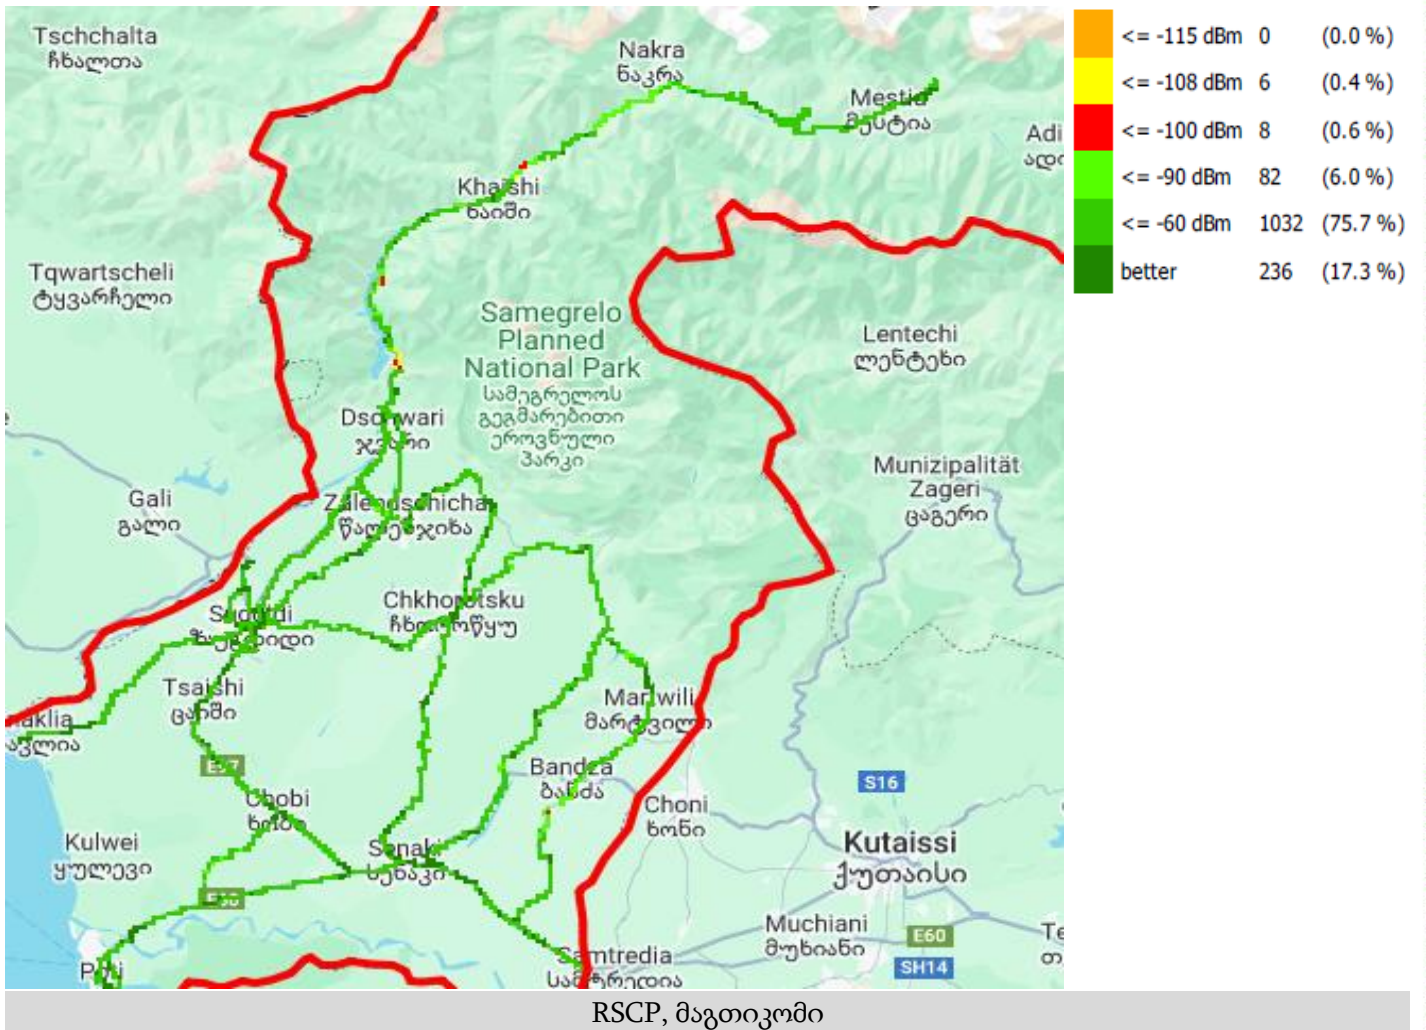 Tschchalta
ჩხალთა
Nakra
ნაკრა
Mestia
მესტია
Khaishi
ხაიში
Tqwartscheli
ტყვარჩელი
Samegrelo
Planned
National Park
სამეგრელოს
გეგმარებითი
ეროვნული
პარკი
Lentechi
ლენტეხი
ჯვარი
Munizipalität
Zageri
ცაგერი
Gali
გალი
Zalendschicha
წალენჯიხა
Chkhorotsku
ჩხოროწყუ
Tsaishi
ცაიში
Martwili
მარტვილი
Bandza
ბანძა
Chobi
ხობი
Choni
ხონი
S16
Kulwei
ყულევი
Senaki
სენაკი
Kutaissi
ქუთაისი
Muchiani
მუხიანი
E60
SH14
Samtredia
სამტრედია
Poti
<= -115 dBm 0 (0.0 %)
<= -108 dBm 6 (0.4 %)
<= -100 dBm 8 (0.6 %)
<= -90 dBm 82 (6.0 %)
<= -60 dBm 1032 (75.7 %)
better 236 (17.3 %)
RSCP, მაგთიკომი